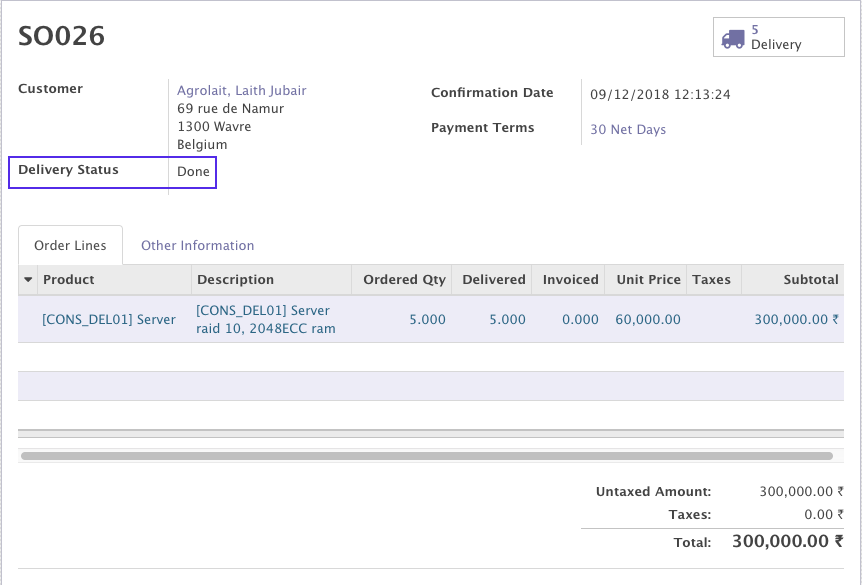 SO026
5
Delivery
Customer
Agrolait, Laith Jubair
69 rue de Namur
1300 Wavre
Belgium
Confirmation Date 09/12/2018 12:13:24
Payment Terms 30 Net Days
Delivery Status Done
Order Lines Other Information
Product Description Ordered Qty Delivered Invoiced Unit Price Taxes Subtotal
[CONS_DEL01] Server [CONS_DEL01] Server 5.000 5.000 0.000 60,000.00 300,000.00 ₹
raid 10, 2048ECC ram
Untaxed Amount: 300,000.00 ₹
Taxes: 0.00 ₹
Total: 300,000.00 ₹